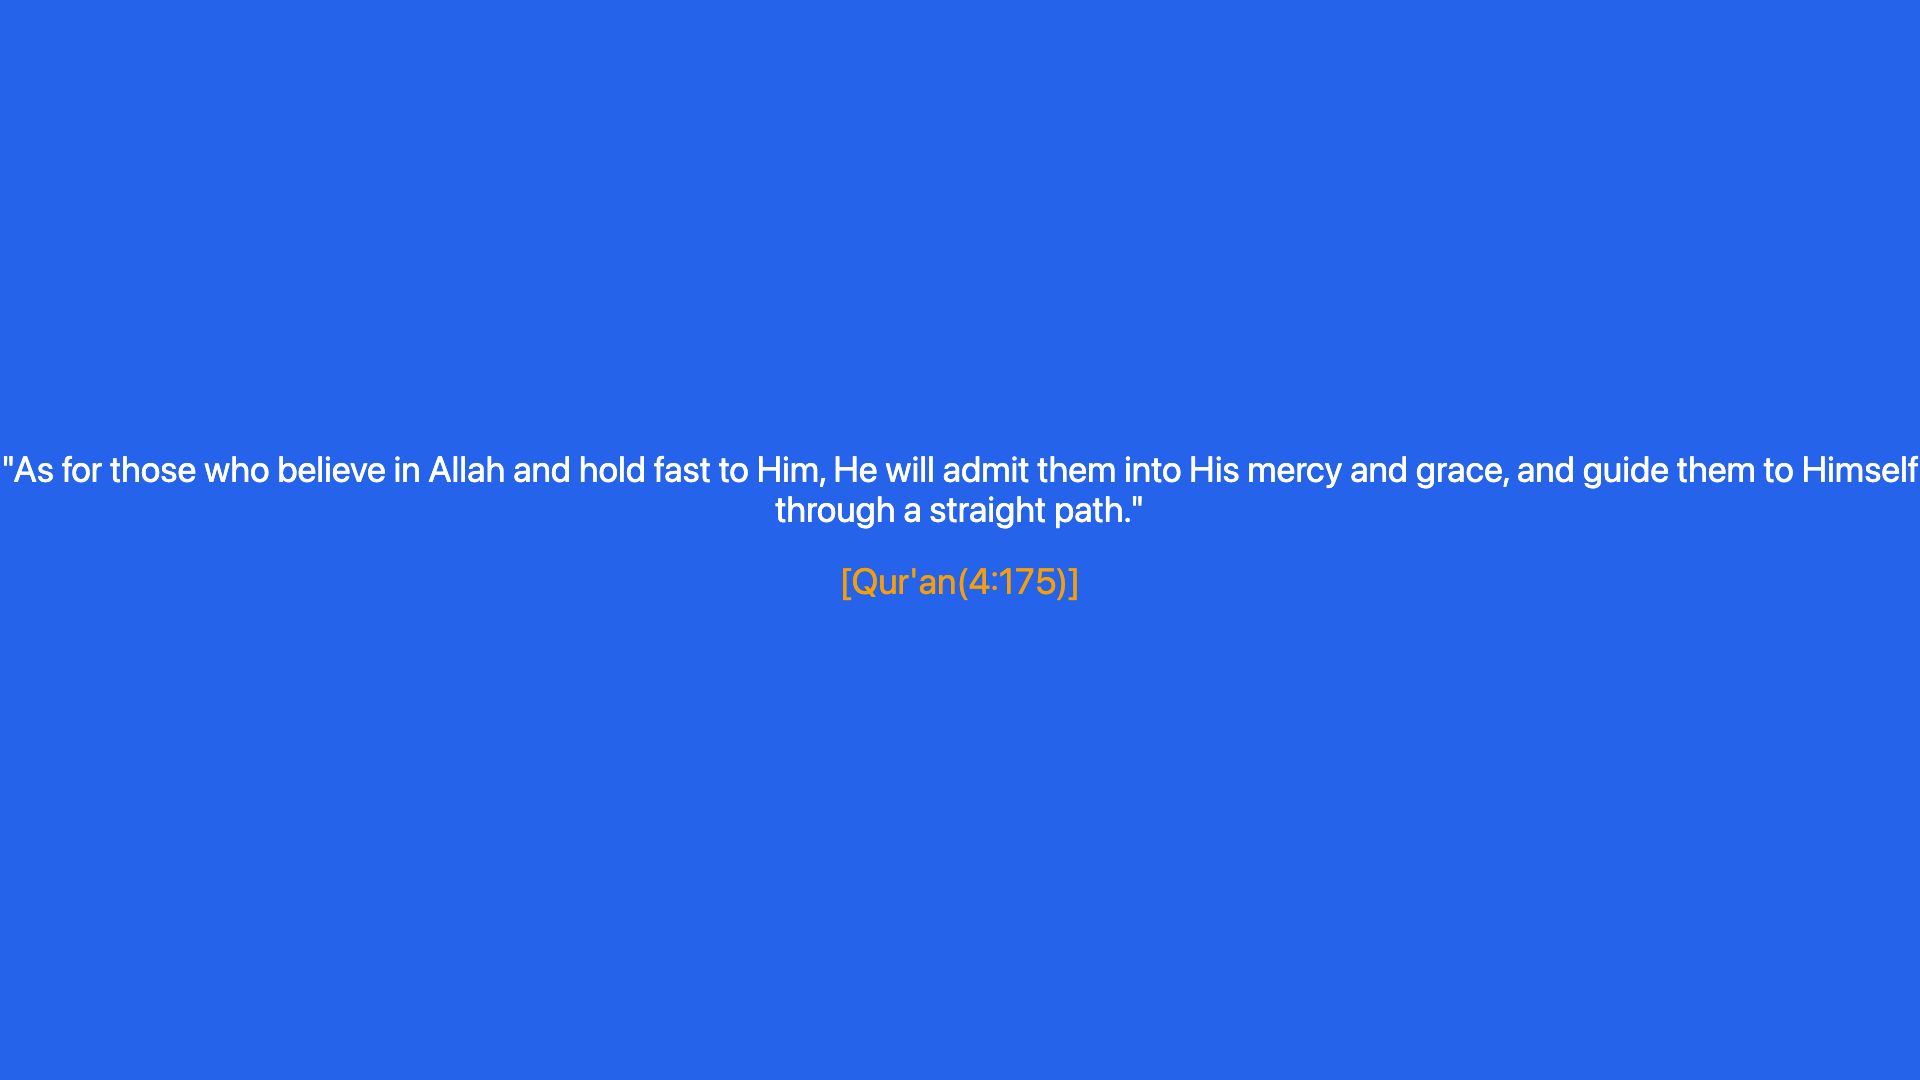 "As for those who believe in Allah and hold fast to Him, He will admit them into His mercy and grace, and guide them to Himself
through a straight path."
[Qur'an(4:175)]